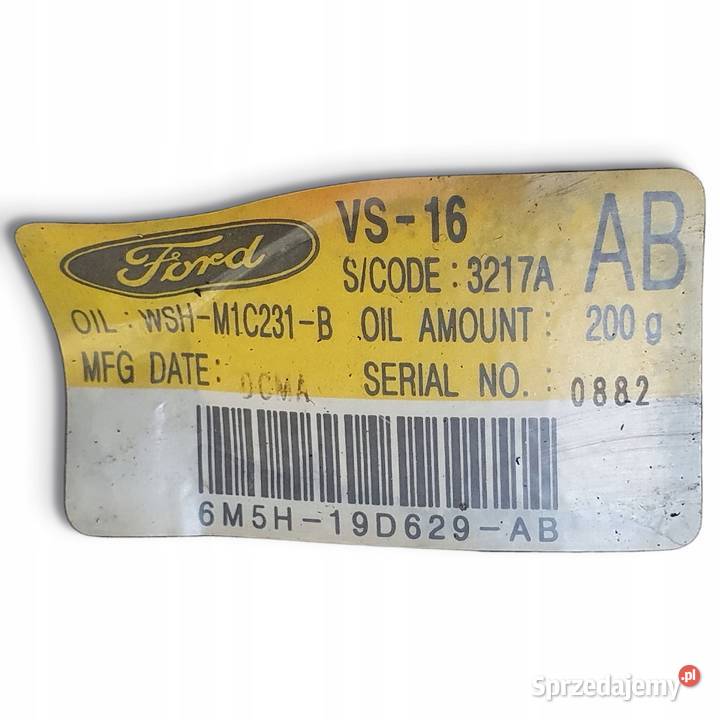 Ford
VS-16
AB
S/CODE : 3217A
OIL : WSH-M1C231-B OIL AMOUNT : 200 g
MFG DATE: SERIAL NO. : 0882
6M5H-19D629-AB
Sprzedajemy.pl